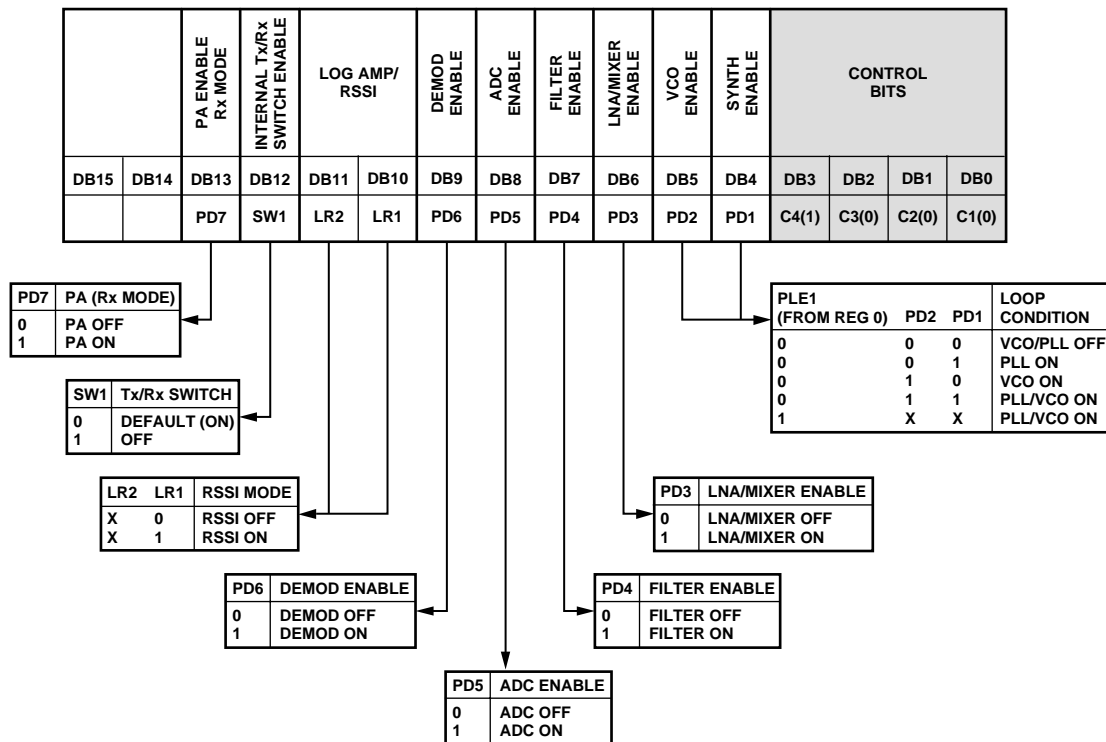 PA ENABLE
Rx MODE
INTERNAL Tx/Rx
SWITCH ENABLE
LOG AMP/
RSSI
DEMOD
ENABLE
ADC
ENABLE
FILTER
ENABLE
LNA/MIXER
ENABLE
VCO
ENABLE
SYNTH
ENABLE
CONTROL
BITS
DB15 DB14 DB13 DB12 DB11 DB10 DB9 DB8 DB7 DB6 DB5 DB4 DB3 DB2 DB1 DB0
PD7 SW1 LR2 LR1 PD6 PD5 PD4 PD3 PD2 PD1 C4(1) C3(0) C2(0) C1(0)
PD7 PA (Rx MODE)
0 PA OFF
1 PA ON
PLE1
(FROM REG 0) PD2 PD1 LOOP
CONDITION
0 0 0 VCO/PLL OFF
0 0 1 PLL ON
0 1 0 VCO ON
0 1 1 PLL/VCO ON
1 X X PLL/VCO ON
SW1 Tx/Rx SWITCH
0 DEFAULT (ON)
1 OFF
LR2 LR1 RSSI MODE
X 0 RSSI OFF
X 1 RSSI ON
PD3 LNA/MIXER ENABLE
0 LNA/MIXER OFF
1 LNA/MIXER ON
PD6 DEMOD ENABLE
0 DEMOD OFF
1 DEMOD ON
PD4 FILTER ENABLE
0 FILTER OFF
1 FILTER ON
PD5 ADC ENABLE
0 ADC OFF
1 ADC ON